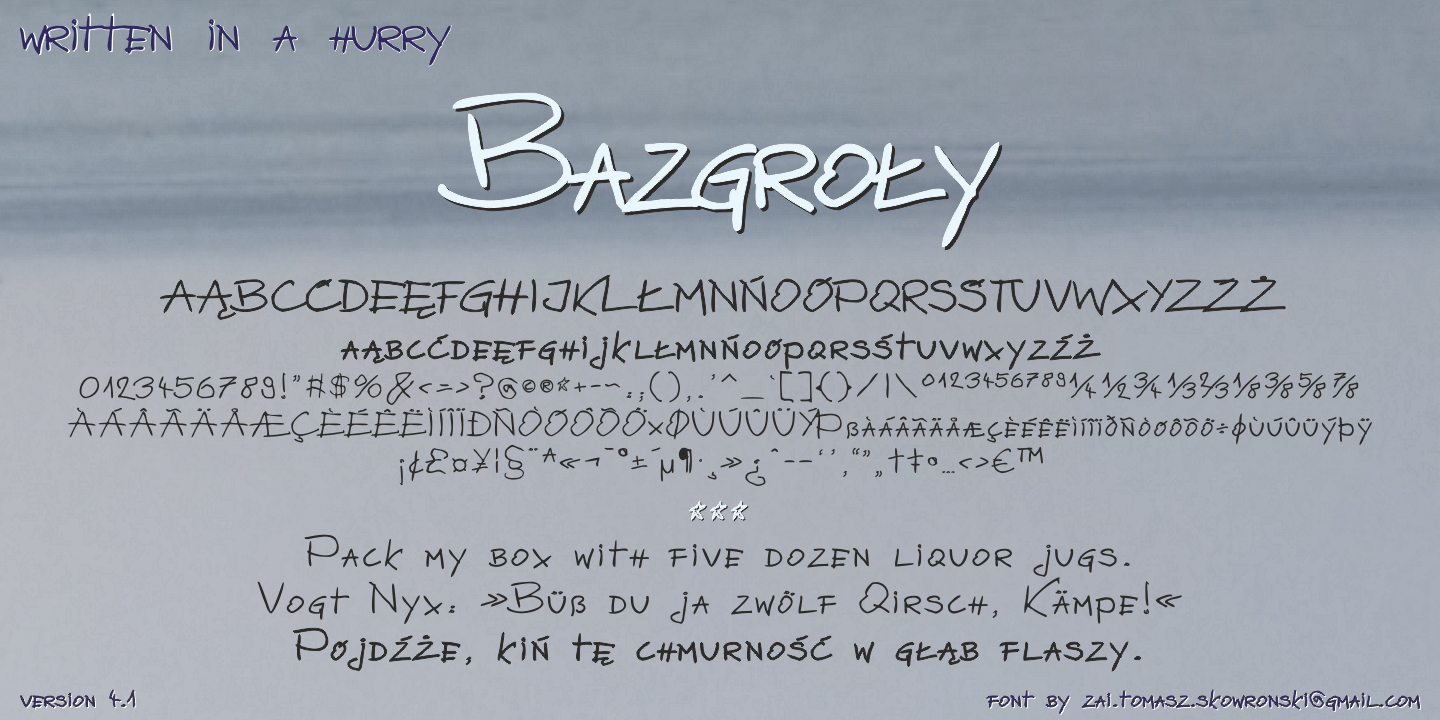 WRiTTEN iN A HURRY
BAZGROŁY
AĄBCĆDEĘFGHIJKLŁMNŃOÓPQRSŚTUVWXYZŹŻ
aąbcćdeęfghijklłmnńoópqrsśtuvwxyzźż
0123456789!"#$%&<=>?@©®*+-–~:;(),.'^_`[]{}/|\0123456789¼½¾⅓⅔⅛⅜⅝⅞
ÀÁÂÃÄÅÆÇÈÉÊËÌÍÎÏÐÑÒÓÔÕÖ×ØÙÚÛÜÝÞßàáâãäåæçèéêëìíîïðñòóôõö÷øùúûüýþÿ
¡¢£¤¥¦§¨ª«¬¯°±´µ¶·¸»¿ˆ–—‘’‚“”„†‡•…‹›€™
***
Pack my box with five dozen liquor jugs.
Vogt Nyx: »Büß du ja zwölf Qirsch, Kämpe!«
Pójdźże, kiń tę chmurność w głąb flaszy.
version 4.1
font by zai.tomasz.skowronski@gmail.com